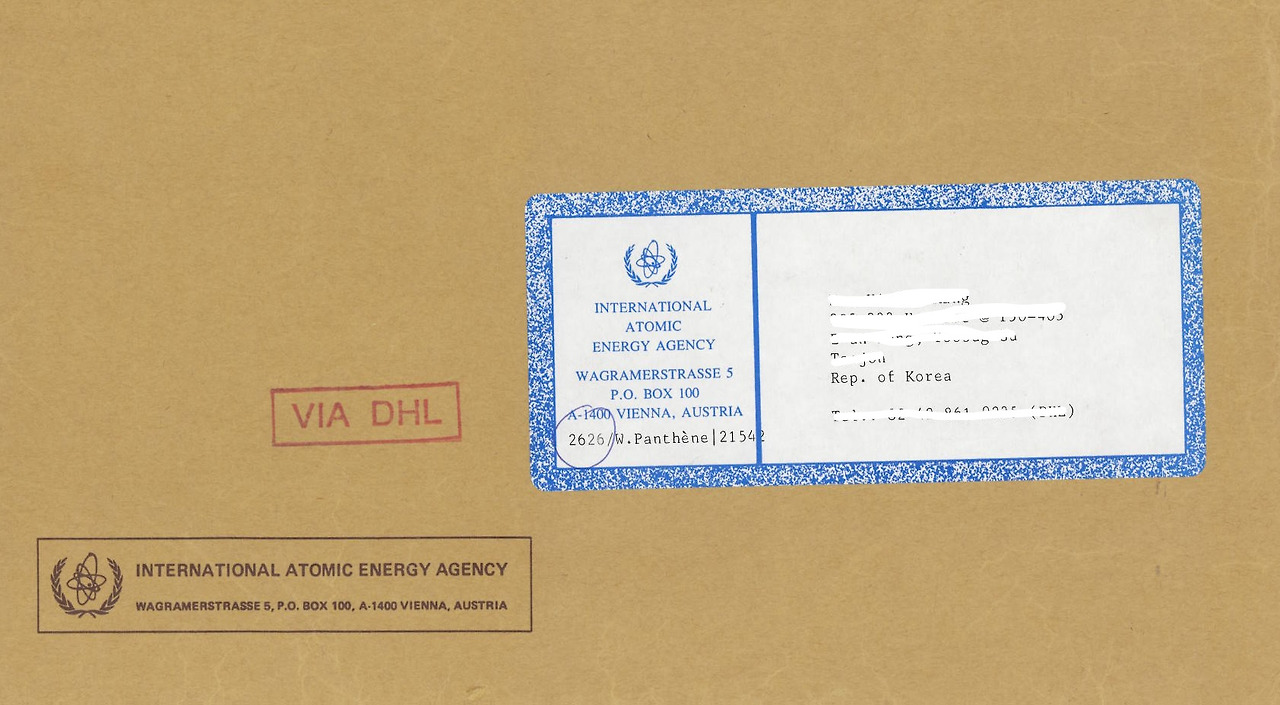 INTERNATIONAL
ATOMIC
ENERGY AGENCY
WAGRAMERSTRASSE 5
P.O. BOX 100
A-1400 VIENNA, AUSTRIA
2626/W.Panthène|21542
Rep. of Korea
VIA DHL
INTERNATIONAL ATOMIC ENERGY AGENCY
WAGRAMERSTRASSE 5, P.O. BOX 100, A-1400 VIENNA, AUSTRIA